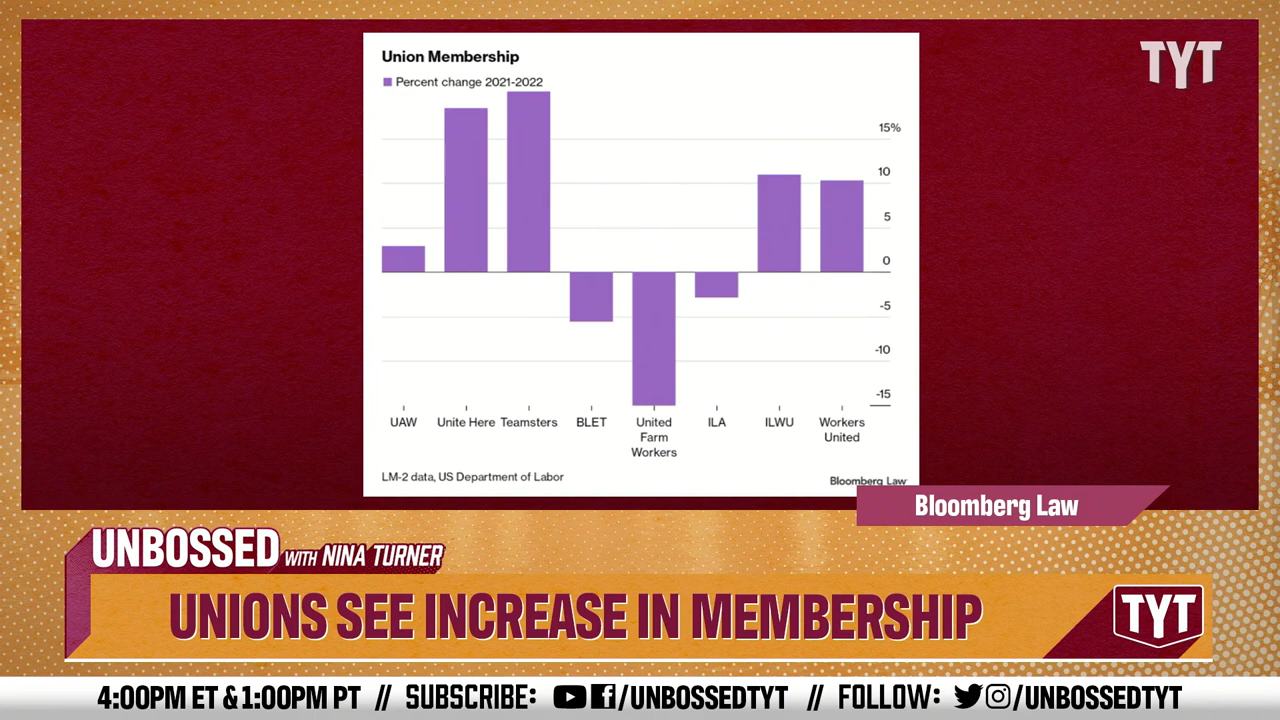 Union Membership
Percent change 2021-2022
TYT
15%
10
5
0
-5
-10
-15
UAW
Unite Here
Teamsters
BLET
United
Farm
Workers
ILA
ILWU
Workers
United
LM-2 data, US Department of Labor
Bloomberg Law
Bloomberg Law
UNBOSSED WITH NINA TURNER
UNIONS SEE INCREASE IN MEMBERSHIP
TYT
4:00PM ET & 1:00PM PT // SUBSCRIBE: /UNBOSSEDTYT // FOLLOW: /UNBOSSEDTYT